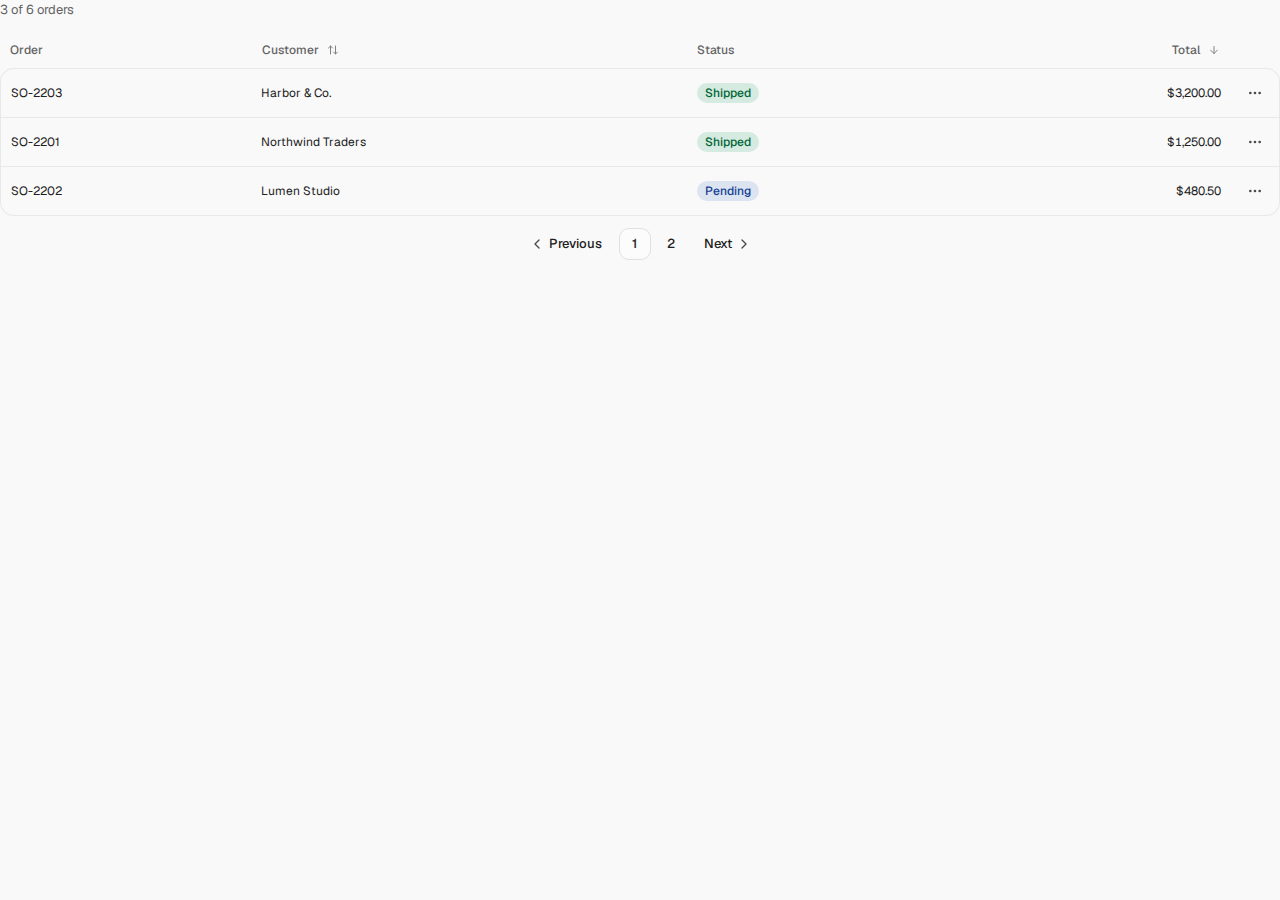 3 of 6 orders
Order Customer Status Total
SO-2203 Harbor & Co. Shipped $3,200.00
SO-2201 Northwind Traders Shipped $1,250.00
SO-2202 Lumen Studio Pending $480.50
Previous 1 2 Next